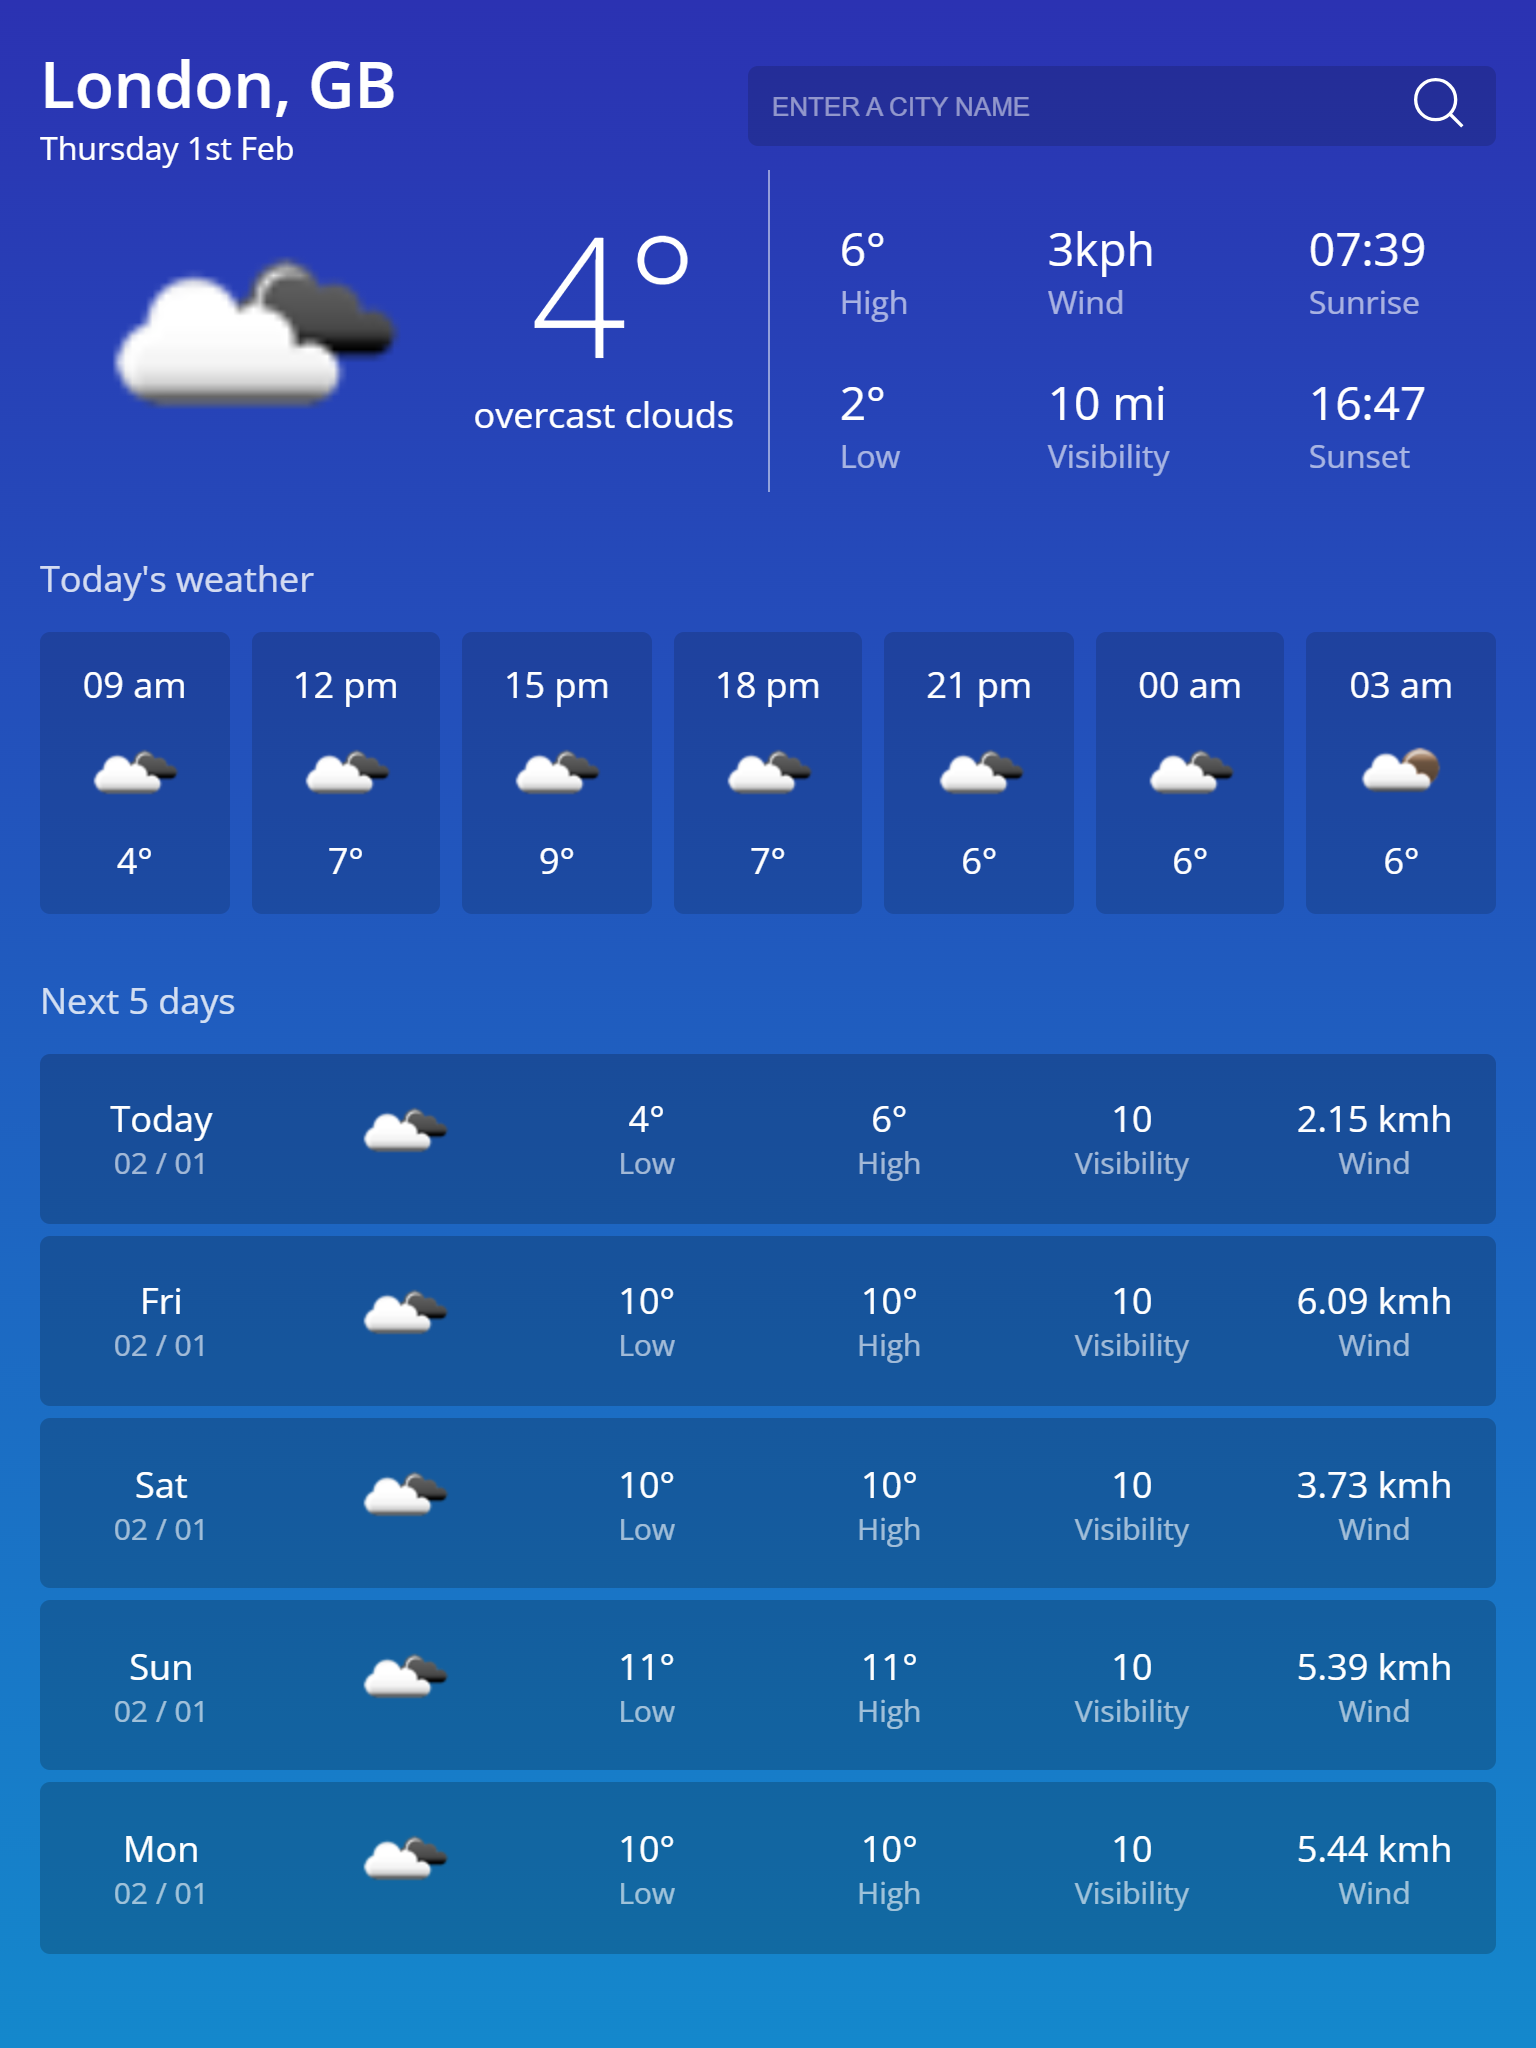 London, GB
Thursday 1st Feb
ENTER A CITY NAME
4°
overcast clouds
6° 3kph 07:39
High Wind Sunrise
2° 10 mi 16:47
Low Visibility Sunset
Today's weather
09 am 12 pm 15 pm 18 pm 21 pm 00 am 03 am
4° 7° 9° 7° 6° 6° 6°
Next 5 days
Today 4° 6° 10 2.15 kmh
02 / 01 Low High Visibility Wind
Fri 10° 10° 10 6.09 kmh
02 / 01 Low High Visibility Wind
Sat 10° 10° 10 3.73 kmh
02 / 01 Low High Visibility Wind
Sun 11° 11° 10 5.39 kmh
02 / 01 Low High Visibility Wind
Mon 10° 10° 10 5.44 kmh
02 / 01 Low High Visibility Wind